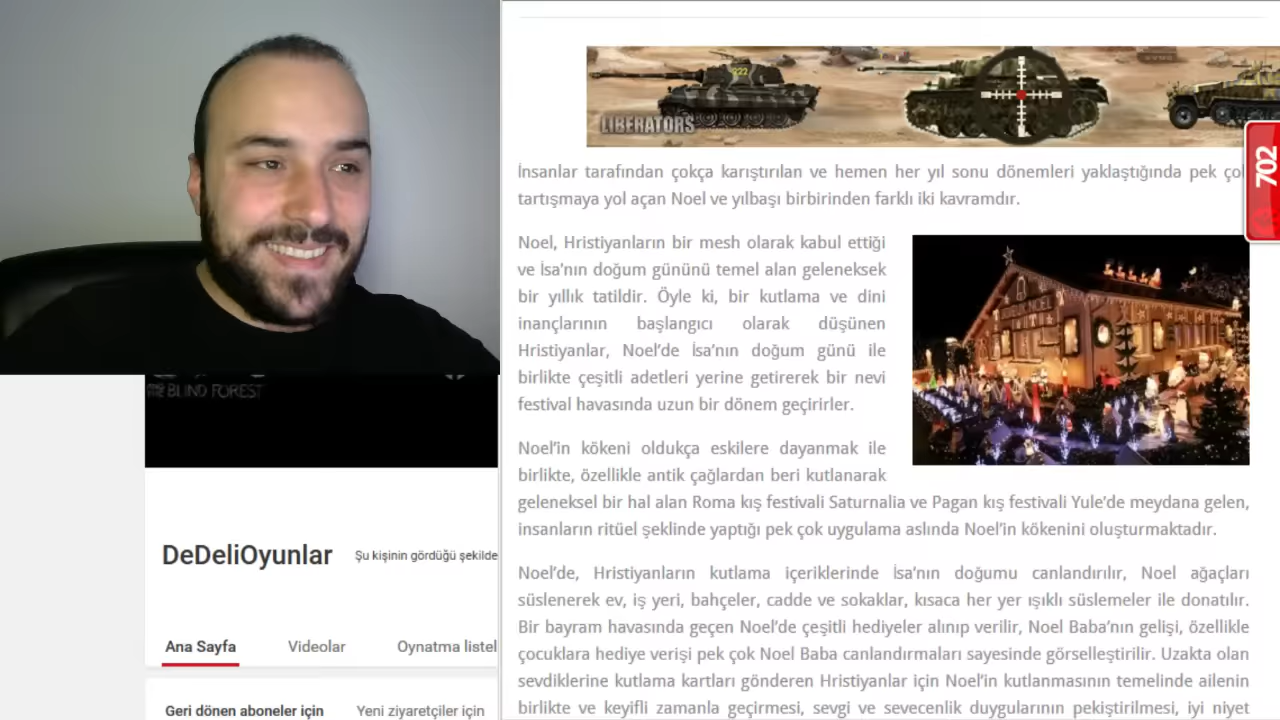 222
LIBERATORS
702
İnsanlar tarafından çokça karıştırılan ve hemen her yıl sonu dönemleri yaklaştığında pek
tartışmaya yol açan Noel ve yılbaşı birbirinden farklı iki kavramdır.
Noel, Hristiyanların bir mesh olarak kabul ettiği
ve İsa'nın doğum gününü temel alan geleneksek
bir yıllık tatildir. Öyle ki, bir kutlama ve dini
inançlarının başlangıcı olarak düşünen
Hristiyanlar, Noel’de İsa’nın doğum günü ile
birlikte çeşitli adetleri yerine getirerek bir nevi
festival havasında uzun bir dönem geçirirler.
Noel’in kökeni oldukça eskilere dayanmak ile
birlikte, özellikle antik çağlardan beri kutlanarak
geleneksel bir hal alan Roma kış festivali Saturnalia ve Pagan kış festivali Yule’de meydana gelen,
insanların ritüel şeklinde yaptığı pek çok uygulama aslında Noel’in kökenini oluşturmaktadır.
Noel’de, Hristiyanların kutlama içeriklerinde İsa’nın doğumu canlandırılır, Noel ağaçları
süslenerek ev, iş yeri, bahçeler, cadde ve sokaklar, kısaca her yer ışıklı süslemeler ile donatılır.
Bir bayram havasında geçen Noel’de çeşitli hediyeler alınıp verilir, Noel Baba’nın gelişi, özellikle
çocuklara hediye verişi pek çok Noel Baba canlandırmaları sayesinde görselleştirilir. Uzakta olan
sevdiklerine kutlama kartları gönderen Hristiyanlar için Noel’in kutlanmasının temelinde ailenin
birlikte ve keyifli zamanla geçirmesi, sevgi ve sevecenlik duygularının pekiştirilmesi, iyi niyet
THE BLIND FOREST
DeDeliOyunlar Şu kişinin gördüğü şekilde
Ana Sayfa Videolar Oynatma listel
Geri dönen aboneler için Yeni ziyaretçiler için